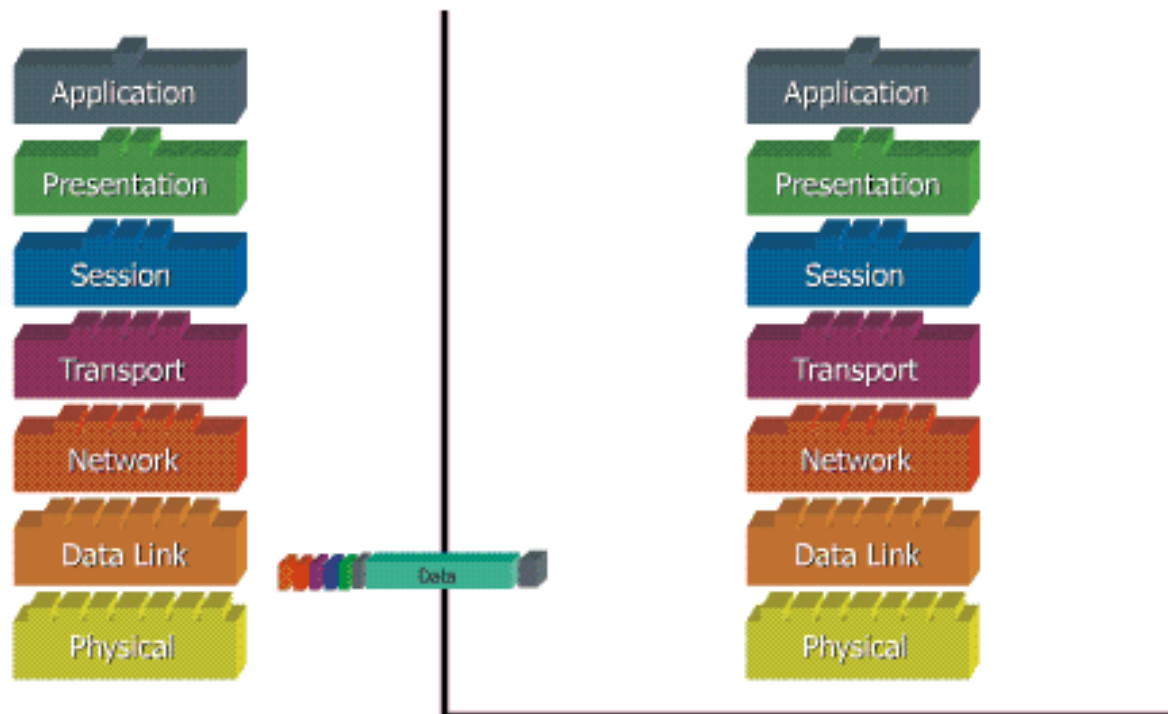 Application
Presentation
Session
Transport
Network
Data Link
Physical
Data
Application
Presentation
Session
Transport
Network
Data Link
Physical